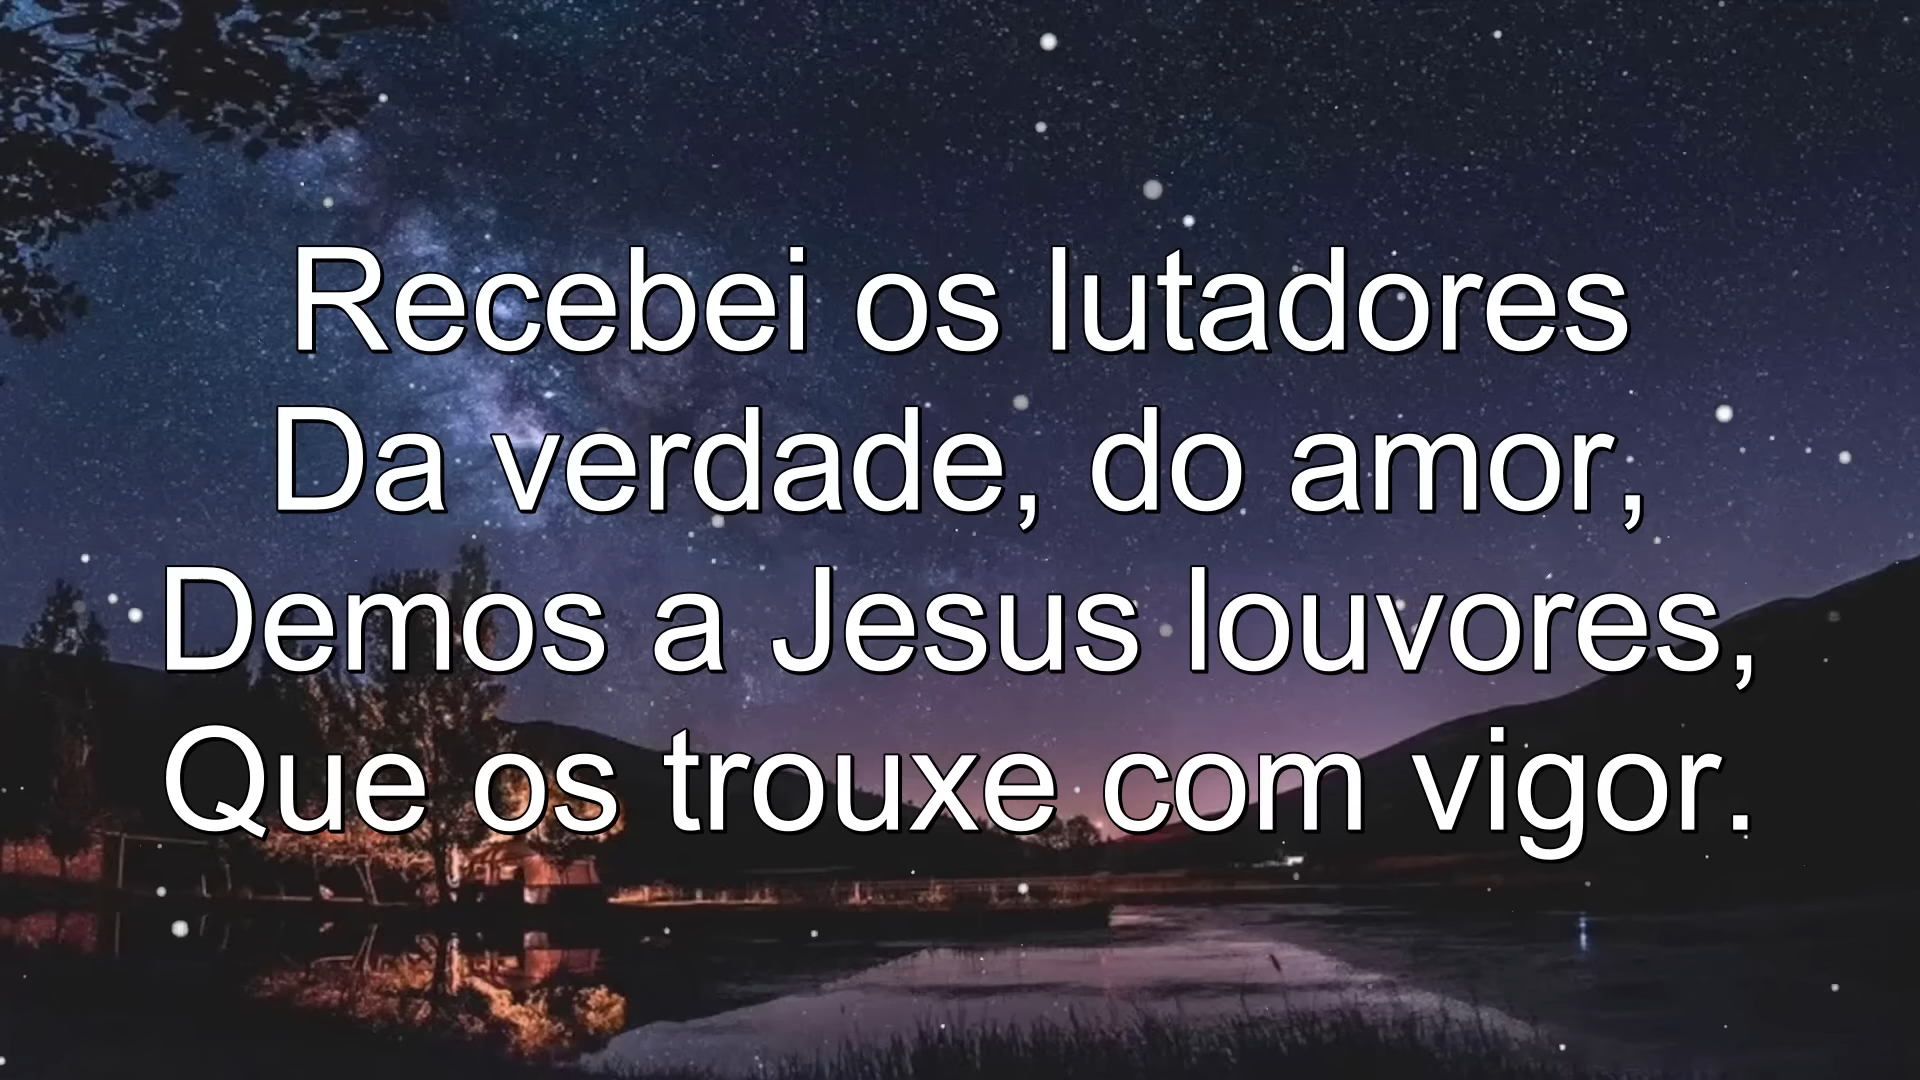 Recebei os lutadores
Da verdade, do amor,
Demos a Jesus louvores,
Que os trouxe com vigor.